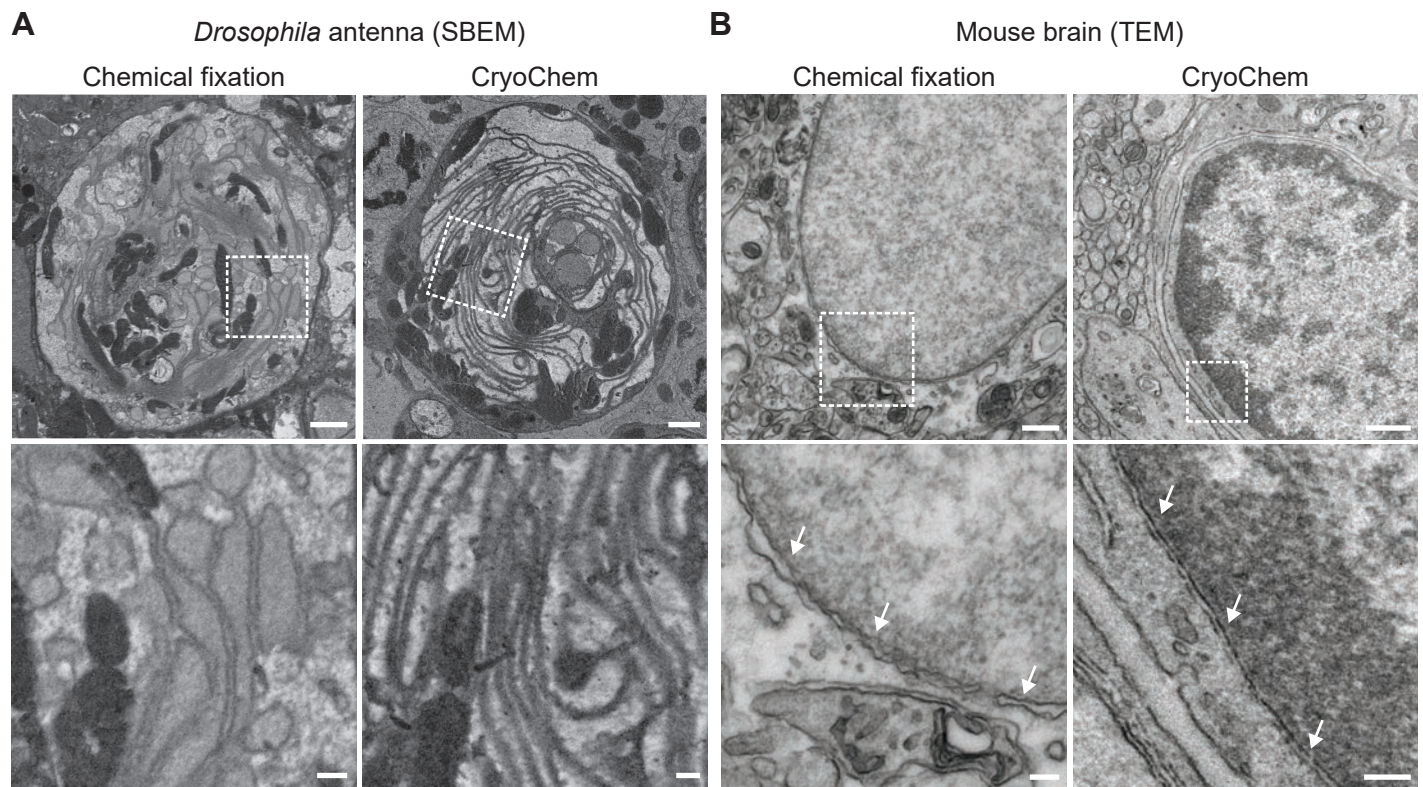 A
Drosophila antenna (SBEM)
Chemical fixation
CryoChem
B
Mouse brain (TEM)
Chemical fixation
CryoChem